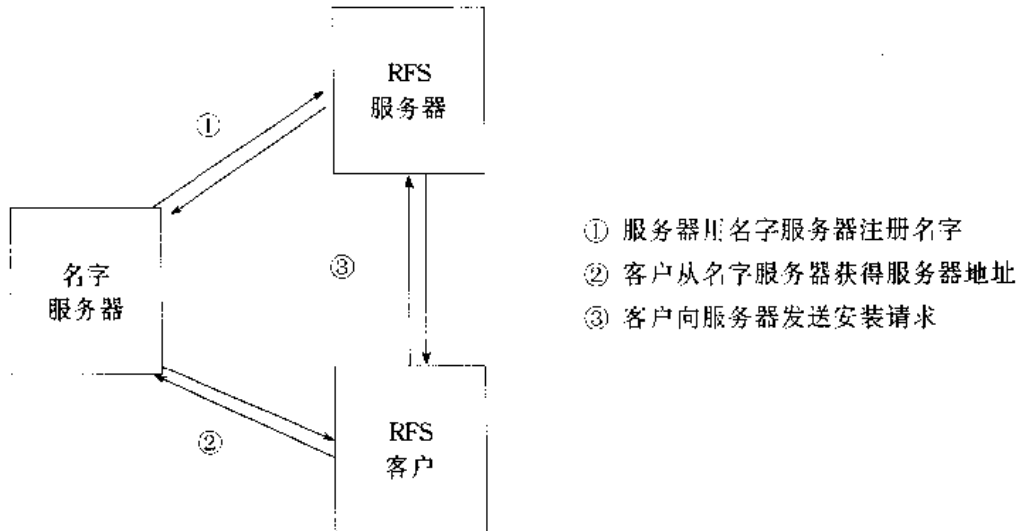 RFS
服务器
①
名字
服务器
③
②
RFS
客户
① 服务器用名字服务器注册名字
② 客户从名字服务器获得服务器地址
③ 客户向服务器发送安装请求